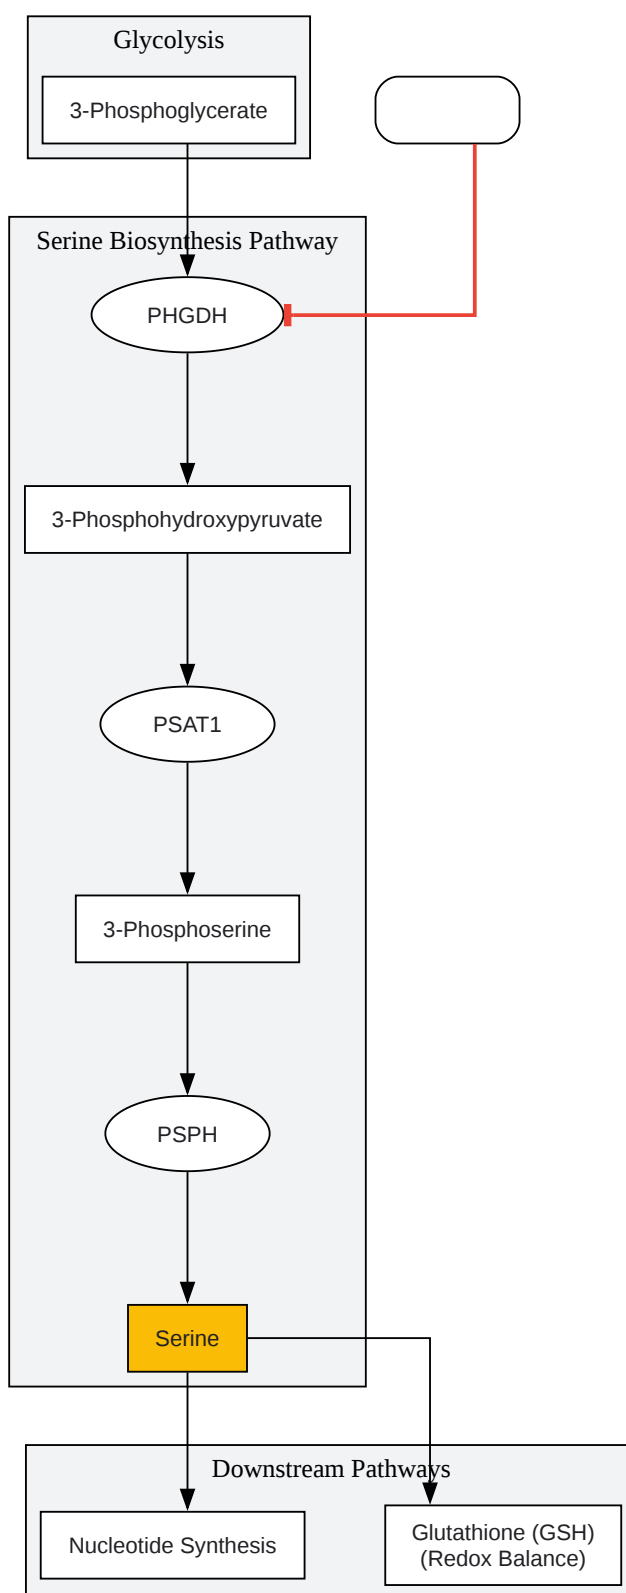 Glycolysis
3-Phosphoglycerate
Serine Biosynthesis Pathway
PHGDH
3-Phosphohydroxypyruvate
PSAT1
3-Phosphoserine
PSPH
Serine
Downstream Pathways
Nucleotide Synthesis
Glutathione (GSH)
(Redox Balance)